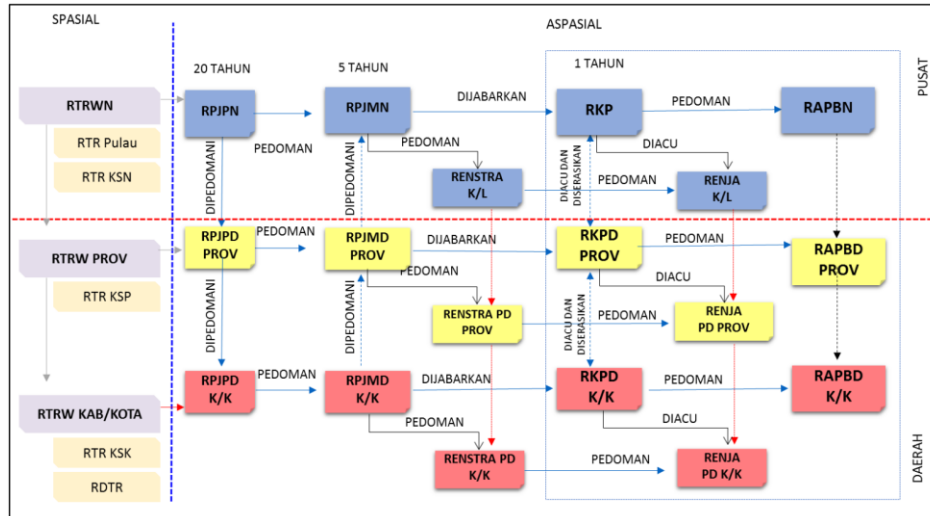 SPASIAL
ASPASIAL
20 TAHUN
5 TAHUN
1 TAHUN
PUSAT
RTRWN
RPJPN
RPJMN
DIJABARKAN
RKP
PEDOMAN
RAPBN
RTR Pulau
RTR KSN
DIPEDOMANI
PEDOMAN
DIPEDOMANI
PEDOMAN
DIACU DAN
DISERASIKAN
DIACU
RENSTRA
K/L
PEDOMAN
RENJA
K/L
RTRW PROV
RPJPD
PROV
PEDOMAN
RPJMD
PROV
DIJABARKAN
RKPD
PROV
PEDOMAN
RAPBD
PROV
RTR KSP
DIPEDOMANI
DIPEDOMANI
PEDOMAN
DIACU DAN
DISERASIKAN
DIACU
RENSTRA PD
PROV
PEDOMAN
RENJA
PD PROV
RTRW KAB/KOTA
RPJPD
K/K
PEDOMAN
RPJMD
K/K
DIJABARKAN
RKPD
K/K
PEDOMAN
RAPBD
K/K
RTR KSK
RDTR
PEDOMAN
DIACU
RENSTRA PD
K/K
PEDOMAN
RENJA
PD K/K
DAERAH